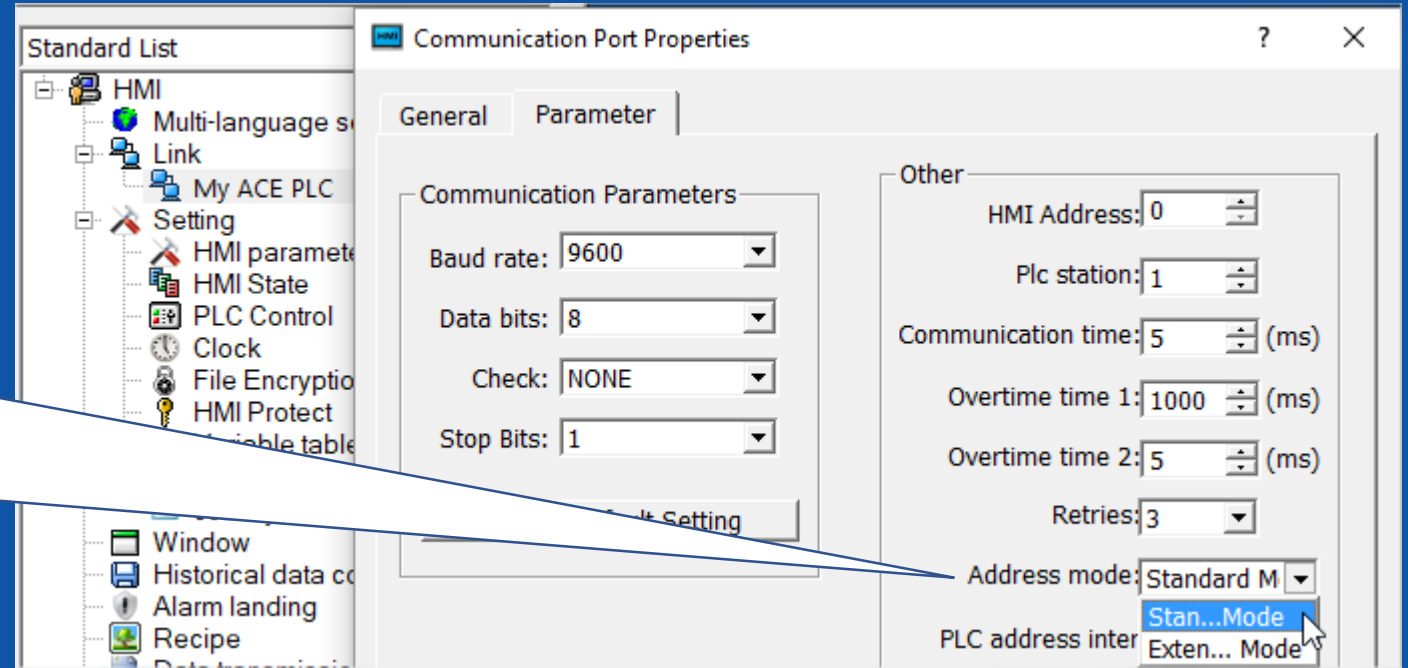 Standard List
HMI
Multi-language s
Link
My ACE PLC
Setting
HMI paramete
HMI State
PLC Control
Clock
File Encryptio
HMI Protect
table
Window
Historical data co
Alarm landing
Recipe
HMI
Communication Port Properties
?
General
Parameter
Communication Parameters
Baud rate: 9600
Data bits: 8
Check: NONE
Stop Bits: 1
Setting
Other
HMI Address: 0
Plc station: 1
Communication time: 5 (ms)
Overtime time 1: 1000 (ms)
Overtime time 2: 5 (ms)
Retries: 3
Address mode: Standard M
Stan...Mode
Exten... Mode
PLC address inter